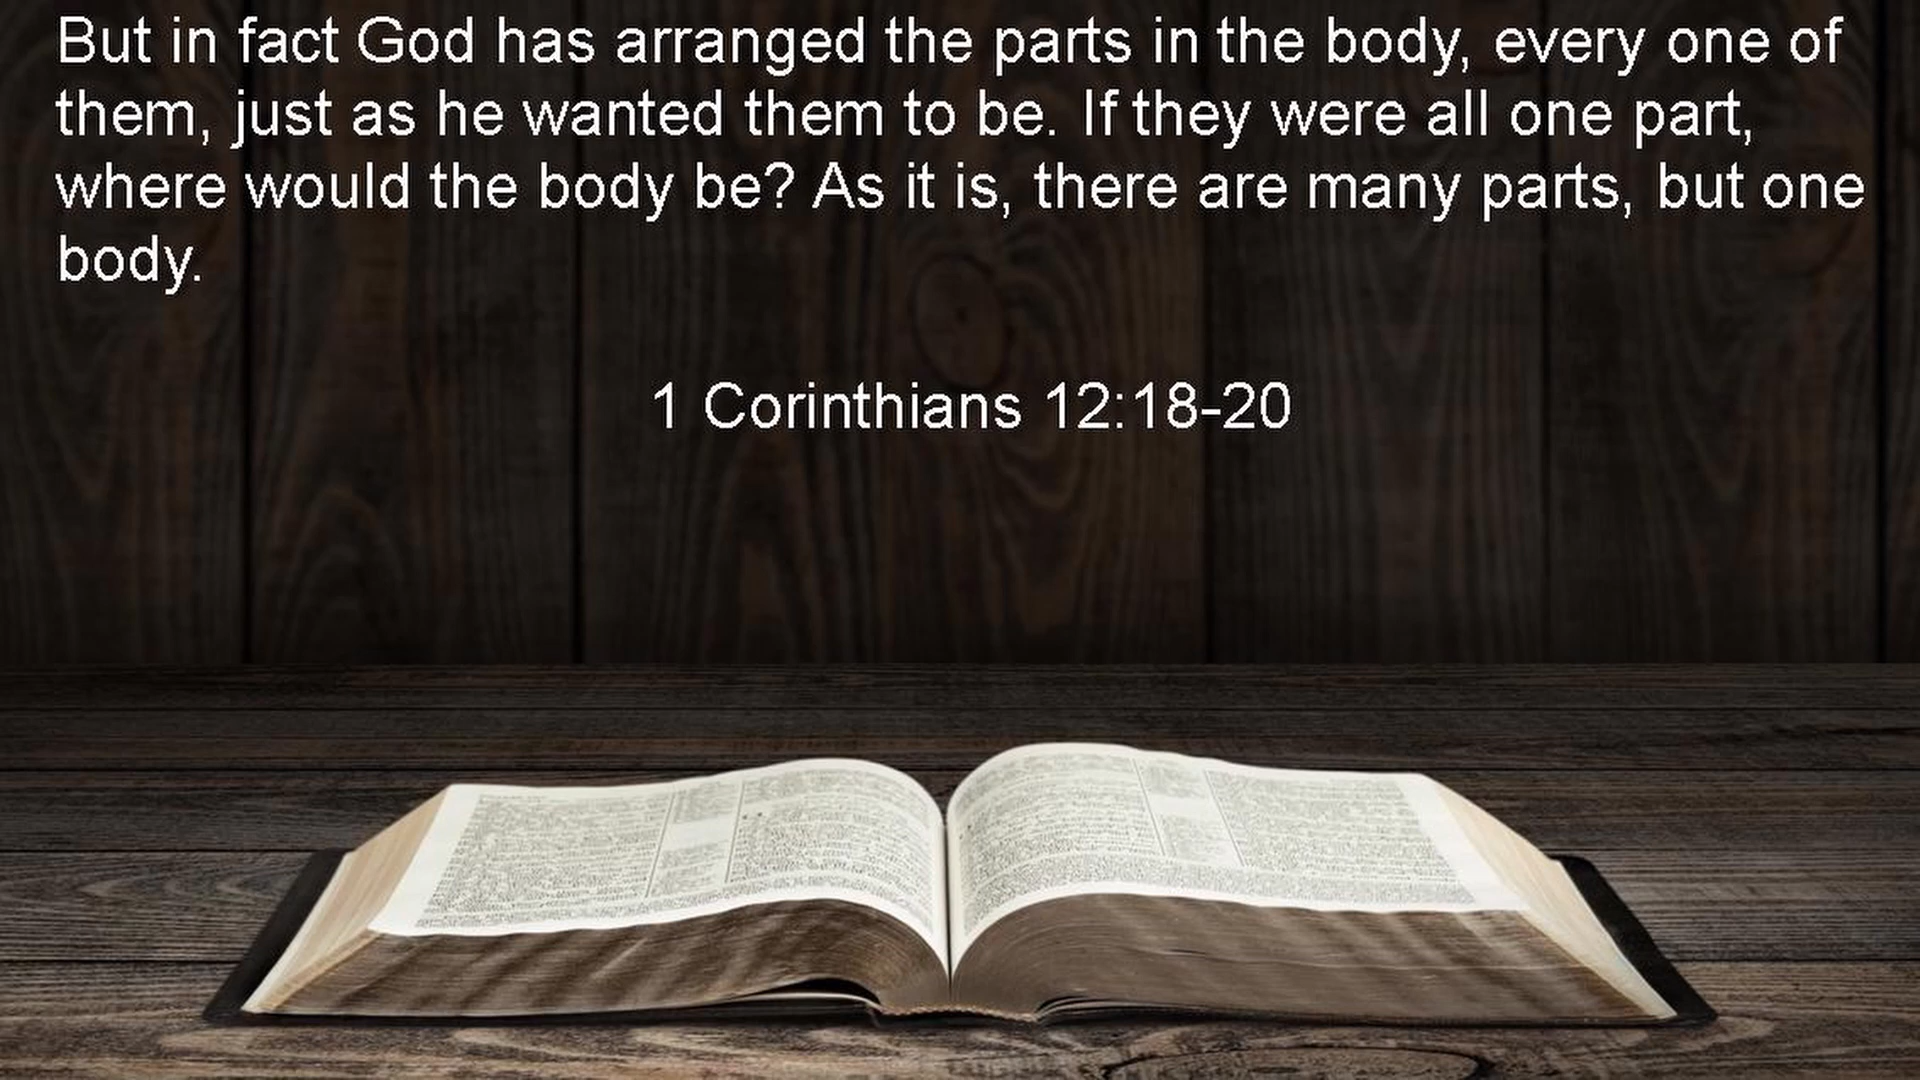 But in fact God has arranged the parts in the body, every one of
them, just as he wanted them to be. If they were all one part,
where would the body be? As it is, there are many parts, but one
body.
1 Corinthians 12:18-20